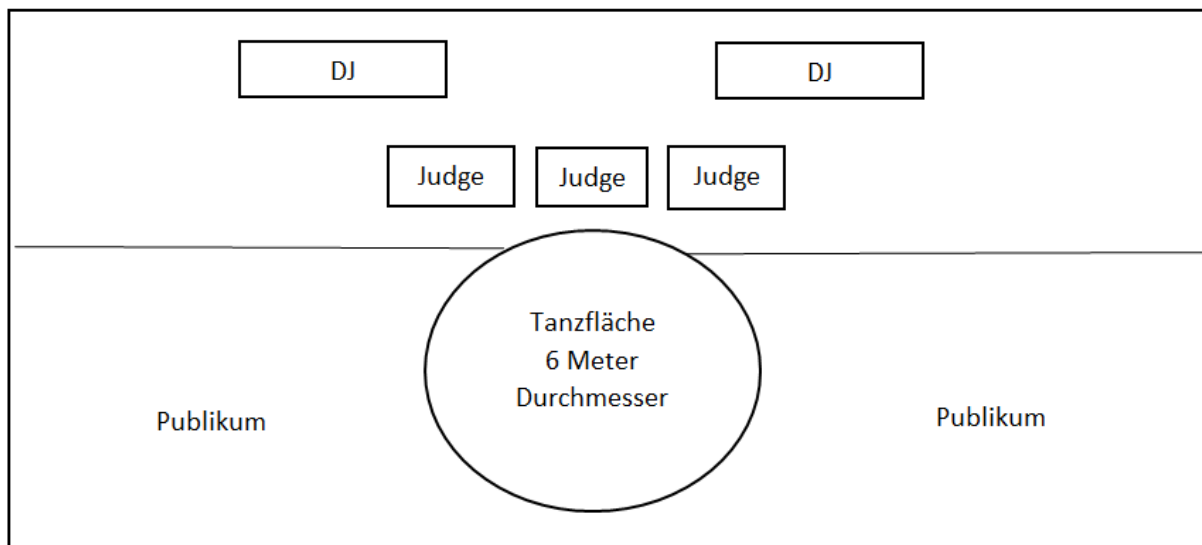 DJ
DJ
Judge
Judge
Judge
Tanzfläche
6 Meter
Durchmesser
Publikum
Publikum